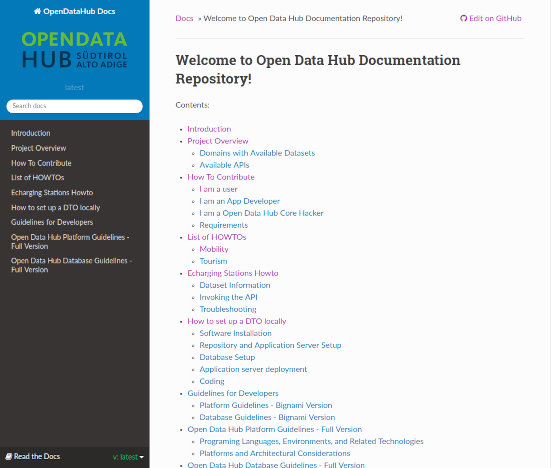 OpenDataHub Docs
OPENDATA
HUB SÜDTIROL
ALTO ADIGE
latest
Search docs
Introduction
Project Overview
How To Contribute
List of HOWTOs
Echarging Stations Howto
How to set up a DTO locally
Guidelines for Developers
Open Data Hub Platform Guidelines -
Full Version
Open Data Hub Database Guidelines -
Full Version
Read the Docs
v: latest
Docs » Welcome to Open Data Hub Documentation Repository!
Edit on GitHub
Welcome to Open Data Hub Documentation
Repository!
Contents:
Introduction
Project Overview
Domains with Available Datasets
Available APIs
How To Contribute
I am a user
I am an App Developer
I am a Open Data Hub Core Hacker
Requirements
List of HOWTOs
Mobility
Tourism
Echarging Stations Howto
Dataset Information
Invoking the API
Troubleshooting
How to set up a DTO locally
Software Installation
Repository and Application Server Setup
Database Setup
Application server deployment
Coding
Guidelines for Developers
Platform Guidelines - Bignami Version
Database Guidelines - Bignami Version
Open Data Hub Platform Guidelines - Full Version
Programing Languages, Environments, and Related Technologies
Platforms and Architectural Considerations
Open Data Hub Database Guidelines - Full Version